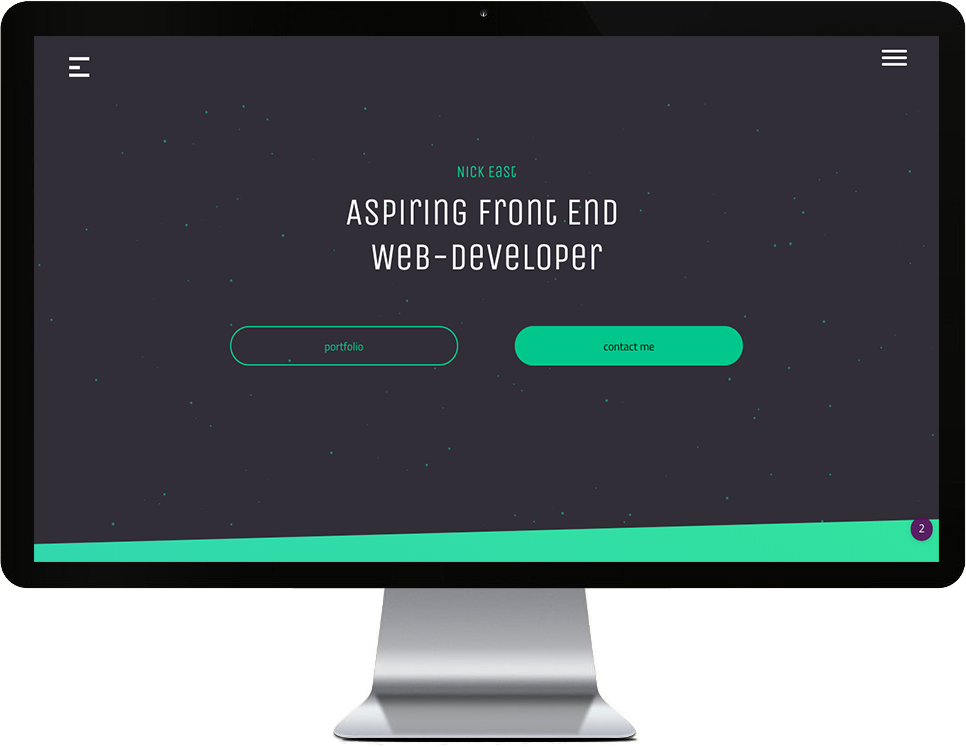 Nick East
Aspiring Front End
Web-Developer
portfolio
contact me
2